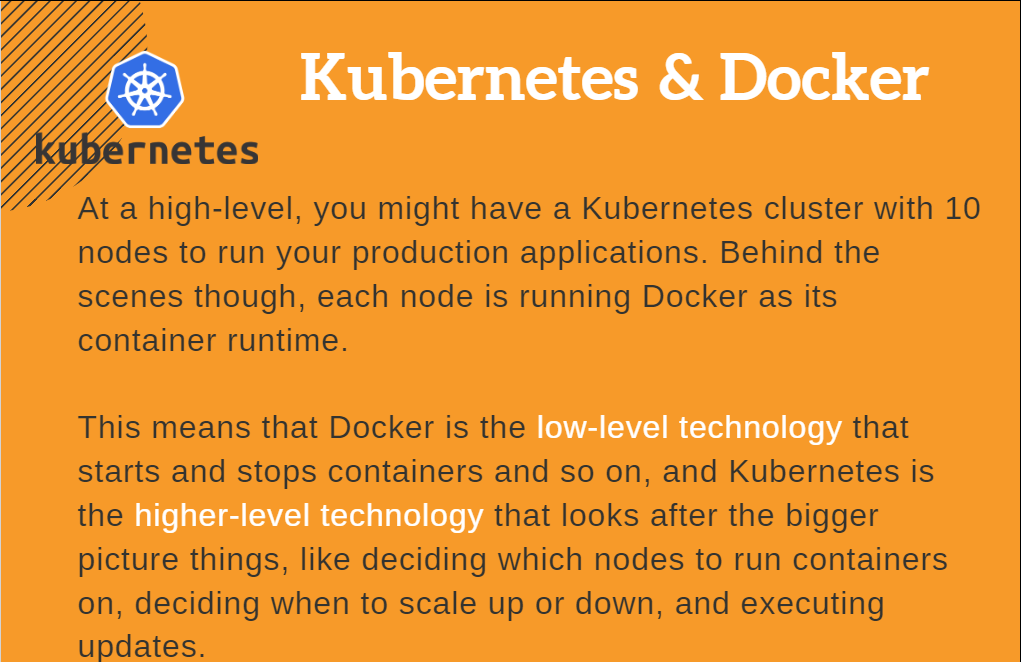 Kubernetes & Docker
kubernetes
At a high-level, you might have a Kubernetes cluster with 10
nodes to run your production applications. Behind the
scenes though, each node is running Docker as its
container runtime.
This means that Docker is the low-level technology that
starts and stops containers and so on, and Kubernetes is
the higher-level technology that looks after the bigger
picture things, like deciding which nodes to run containers
on, deciding when to scale up or down, and executing
updates.